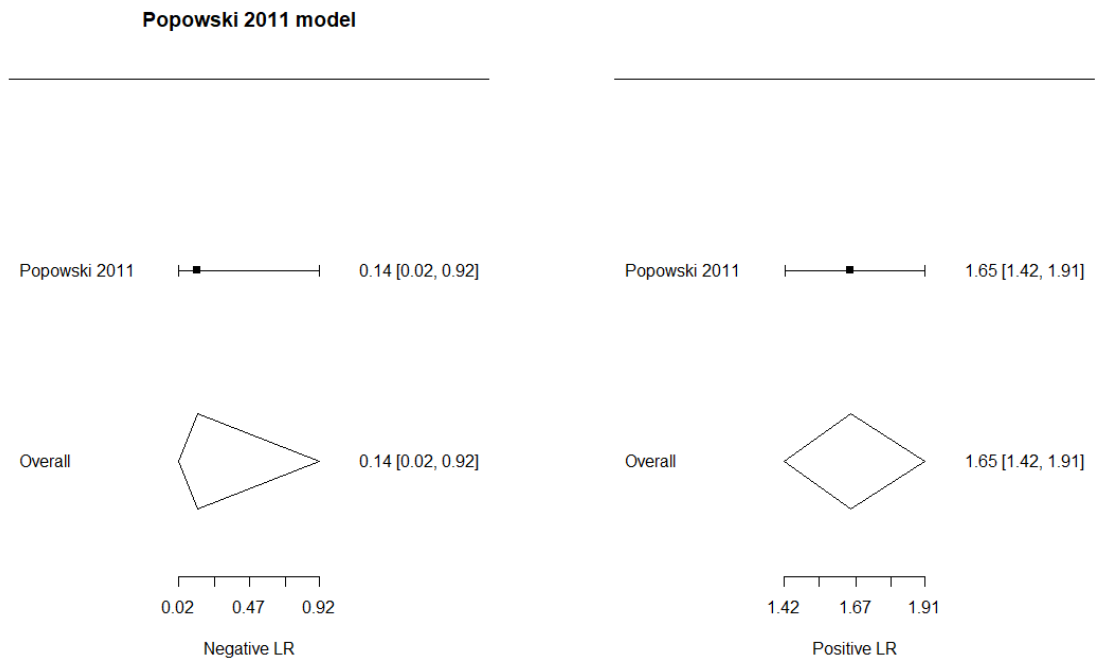 Popowski 2011 model
Popowski 2011 0.14 [0.02, 0.92]
Overall 0.14 [0.02, 0.92]
0.02 0.47 0.92
Negative LR
Popowski 2011 1.65 [1.42, 1.91]
Overall 1.65 [1.42, 1.91]
1.42 1.67 1.91
Positive LR